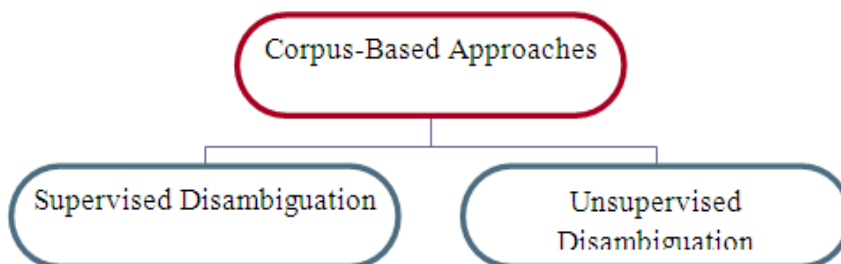 Corpus-Based Approaches
Supervised Disambiguation
Unsupervised
Disambiguation